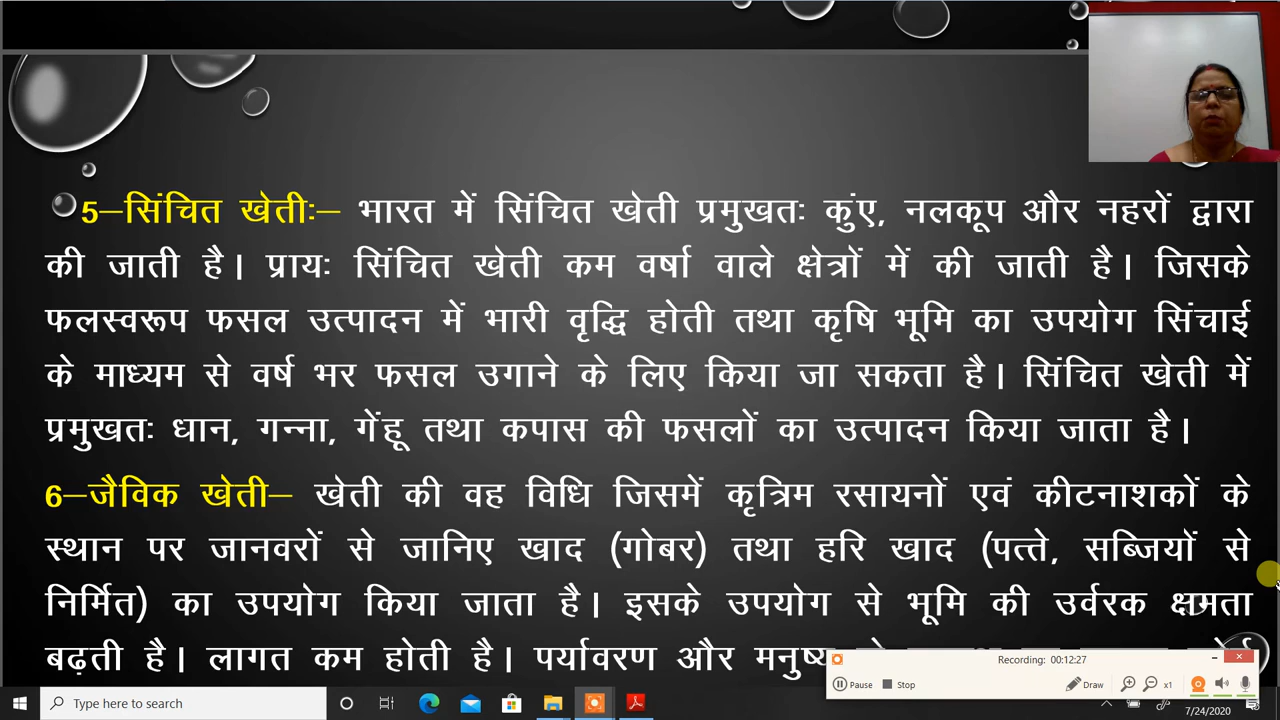 5–सिंचित खेतीः– भारत में सिंचित खेती प्रमुखतः कुंए, नलकूप और नहरों द्वारा
की जाती है। प्रायः सिंचित खेती कम वर्षा वाले क्षेत्रों में की जाती है। जिसके
फलस्वरूप फसल उत्पादन में भारी वृद्धि होती तथा कृषि भूमि का उपयोग सिंचाई
के माध्यम से वर्ष भर फसल उगाने के लिए किया जा सकता है। सिंचित खेती में
प्रमुखतः धान, गन्ना, गेंहू तथा कपास की फसलों का उत्पादन किया जाता है।
6–जैविक खेती– खेती की वह विधि जिसमें कृत्रिम रसायनों एवं कीटनाशकों के
स्थान पर जानवरों से जानिए खाद (गोबर) तथा हरि खाद (पत्ते, सब्जियों से
निर्मित) का उपयोग किया जाता है। इसके उपयोग से भूमि की उर्वरक क्षमता
बढ़ती है। लागत कम होती है। पर्यावरण और मनुष्य
Recording: 00:12:27
Pause Stop Draw x1
Type here to search
7/24/2020